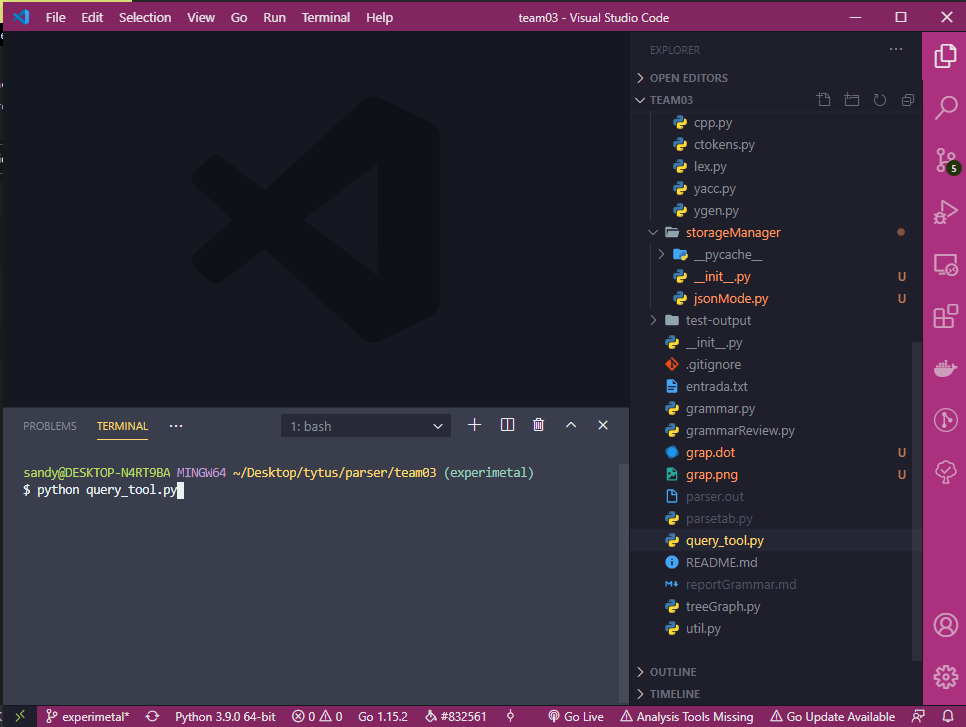 File Edit Selection View Go Run Terminal Help
team03 - Visual Studio Code
EXPLORER
OPEN EDITORS
TEAM03
cpp.py
ctokens.py
lex.py
yacc.py
ygen.py
storageManager
__pycache__
__init__.py U
jsonMode.py U
test-output
__init__.py
.gitignore
entrada.txt
grammar.py
grammarReview.py
grap.dot U
grap.png U
parser.out
parsetab.py
query_tool.py
README.md
reportGrammar.md
treeGraph.py
util.py
OUTLINE
TIMELINE
5
PROBLEMS TERMINAL ···
1: bash
sandy@DESKTOP-N4RT9BA MINGW64 ~/Desktop/tytus/parser/team03 (experimetal)
$ python query_tool.py
experimetal* Python 3.9.0 64-bit 0 0 Go 1.15.2 #832561 Go Live Analysis Tools Missing Go Update Available